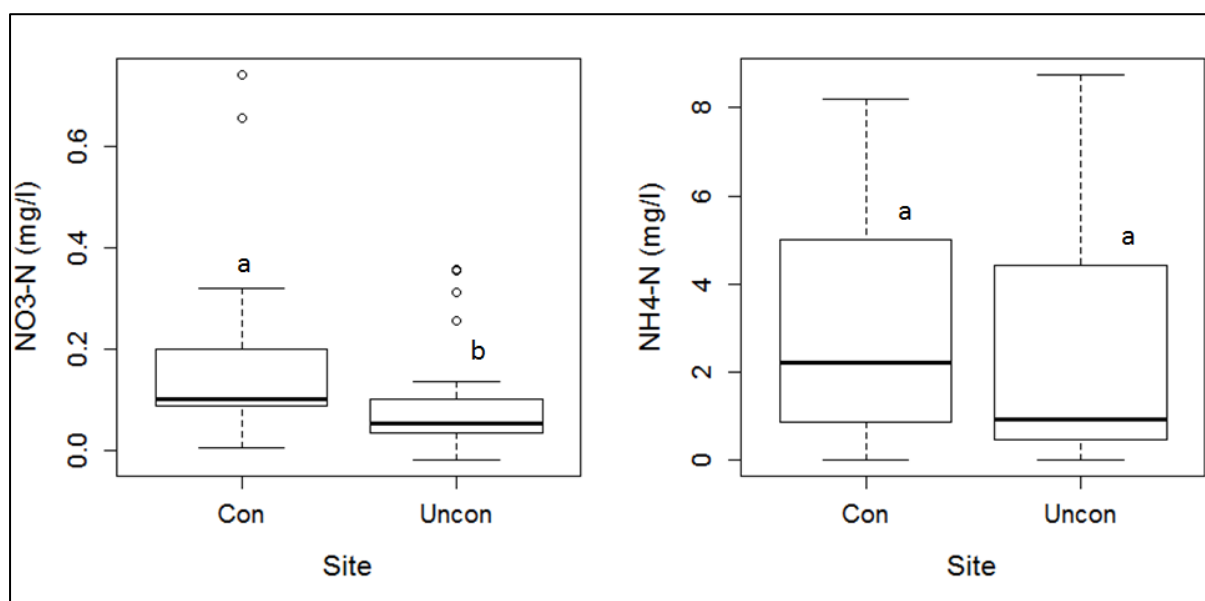 NO3-N (mg/l)
0.6
0.4
0.2
0.0
a
b
Con
Uncon
Site
NH4-N (mg/l)
8
6
4
2
0
a
a
Con
Uncon
Site